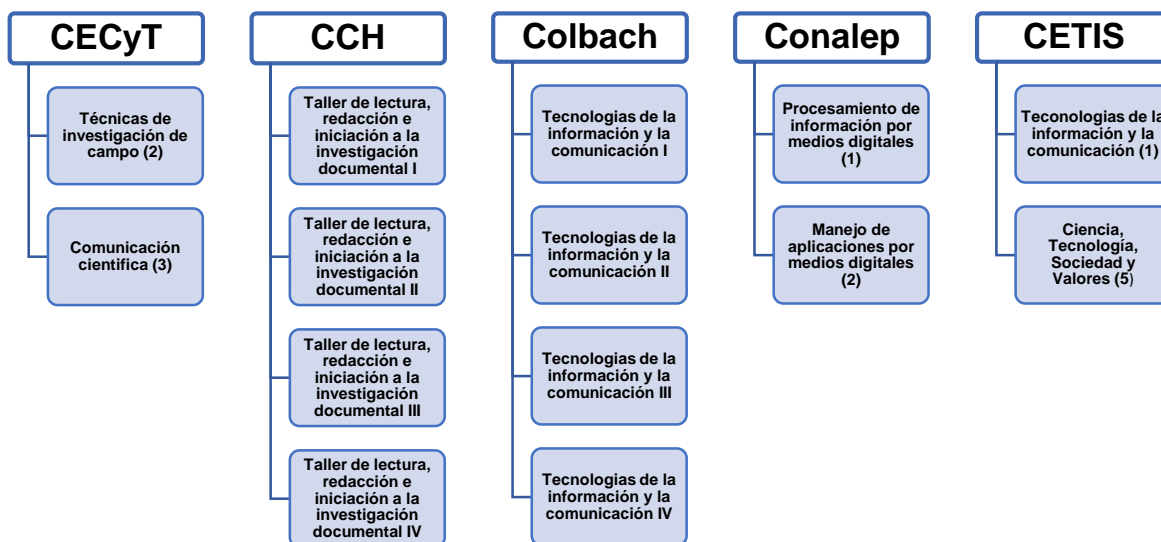 CECyT
Técnicas de
investigación de
campo (2)
Comunicación
cientifica (3)
CCH
Taller de lectura,
redacción e
iniciación a la
investigación
documental I
Taller de lectura,
redacción e
iniciación a la
investigación
documental II
Taller de lectura,
redacción e
iniciación a la
investigación
documental III
Taller de lectura,
redacción e
iniciación a la
investigación
documental IV
Colbach
Tecnologias de la
información y la
comunicación I
Tecnologias de la
información y la
comunicación II
Tecnologias de la
información y la
comunicación III
Tecnologias de la
información y la
comunicación IV
Conalep
Procesamiento de
información por
medios digitales
(1)
Manejo de
aplicaciones por
medios digitales
(2)
CETIS
Teconologias de la
información y la
comunicación (1)
Ciencia,
Tecnología,
Sociedad y
Valores (5)